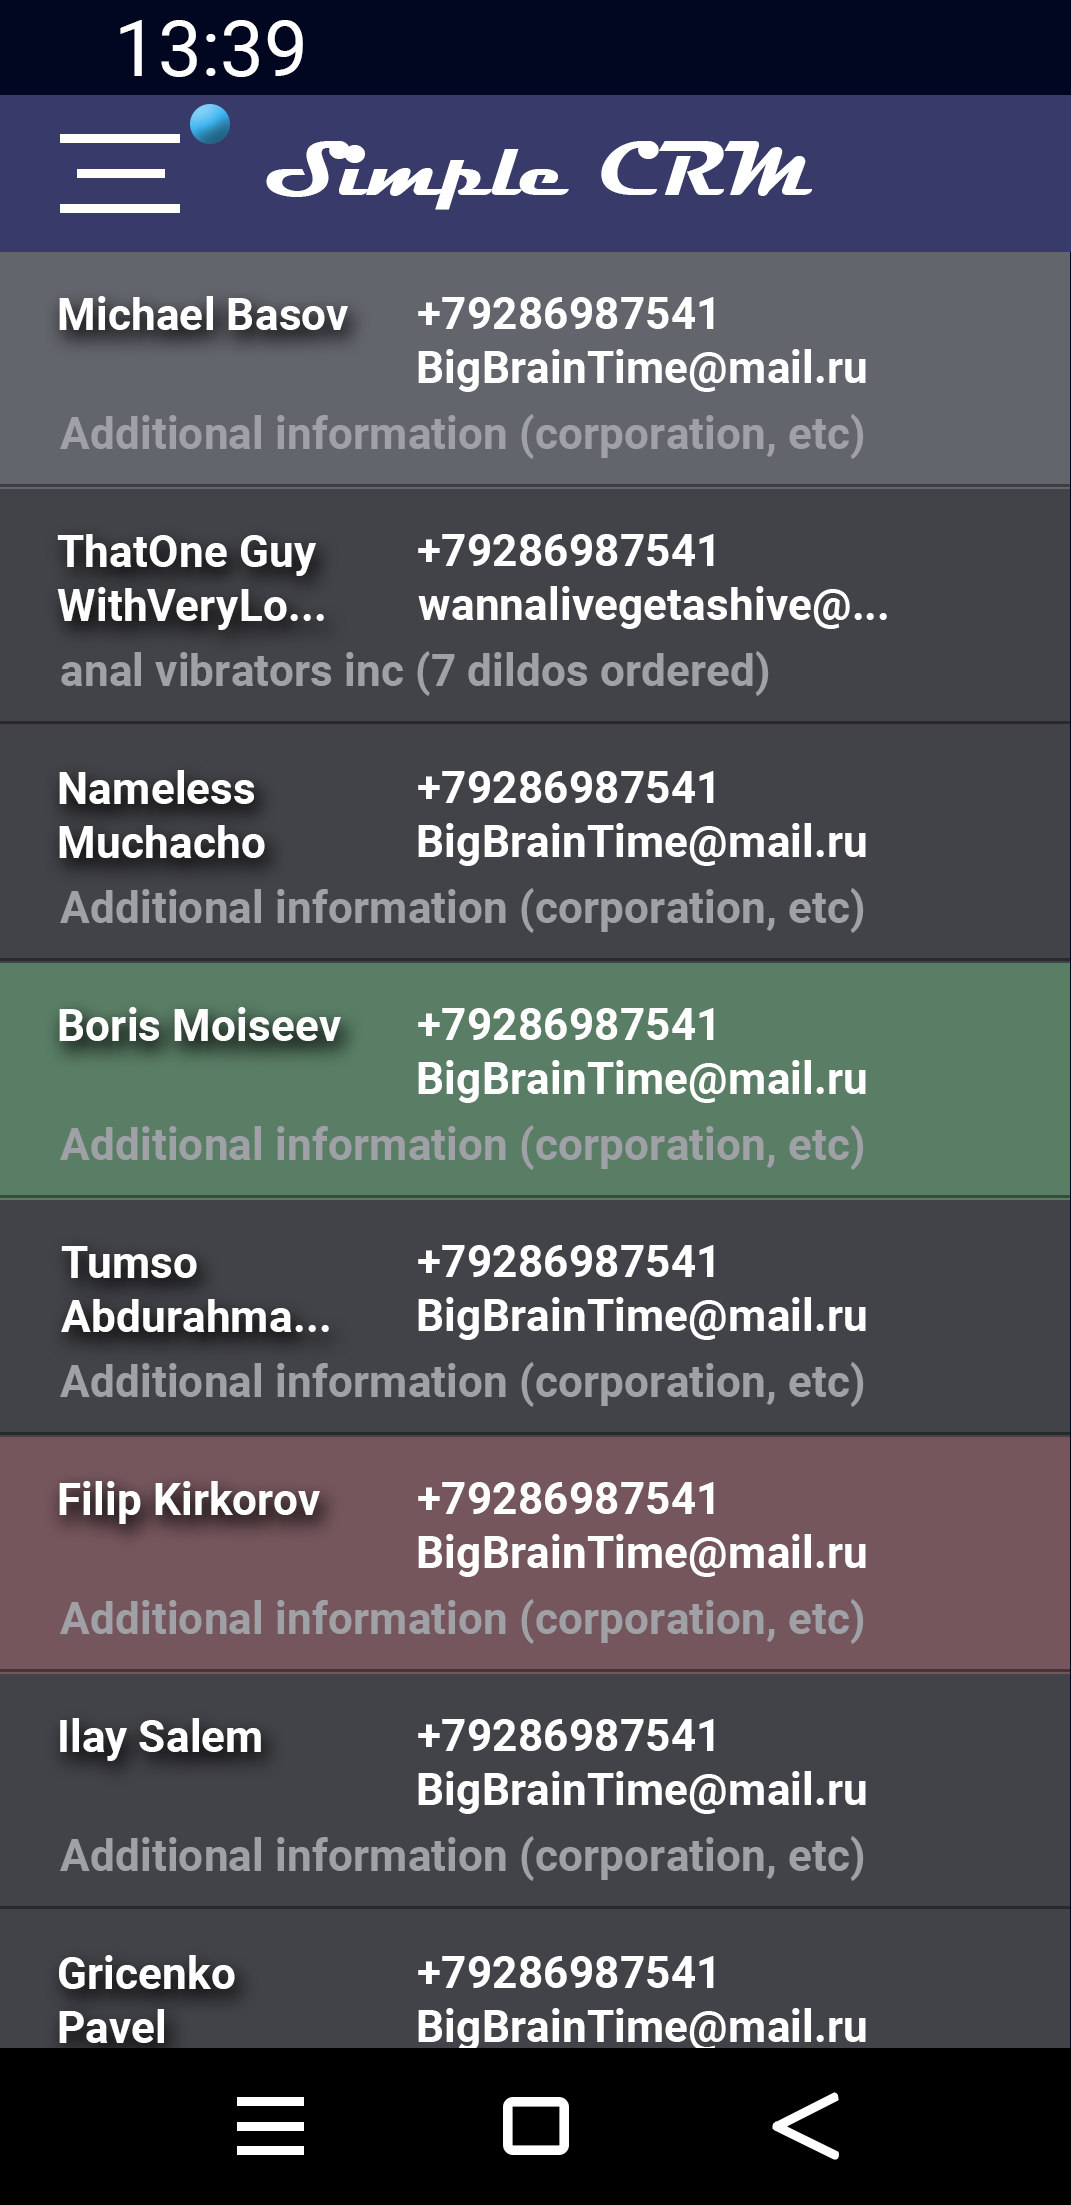 13:39
Simple CRM
Michael Basov
+79286987541
BigBrainTime@mail.ru
Additional information (corporation, etc)
ThatOne Guy
WithVeryLo...
+79286987541
wannalivegetashive@...
anal vibrators inc (7 dildos ordered)
Nameless
Muchacho
+79286987541
BigBrainTime@mail.ru
Additional information (corporation, etc)
Boris Moiseev
+79286987541
BigBrainTime@mail.ru
Additional information (corporation, etc)
Tumso
Abdurahma...
+79286987541
BigBrainTime@mail.ru
Additional information (corporation, etc)
Filip Kirkorov
+79286987541
BigBrainTime@mail.ru
Additional information (corporation, etc)
Ilay Salem
+79286987541
BigBrainTime@mail.ru
Additional information (corporation, etc)
Gricenko
Pavel
+79286987541
BigBrainTime@mail.ru